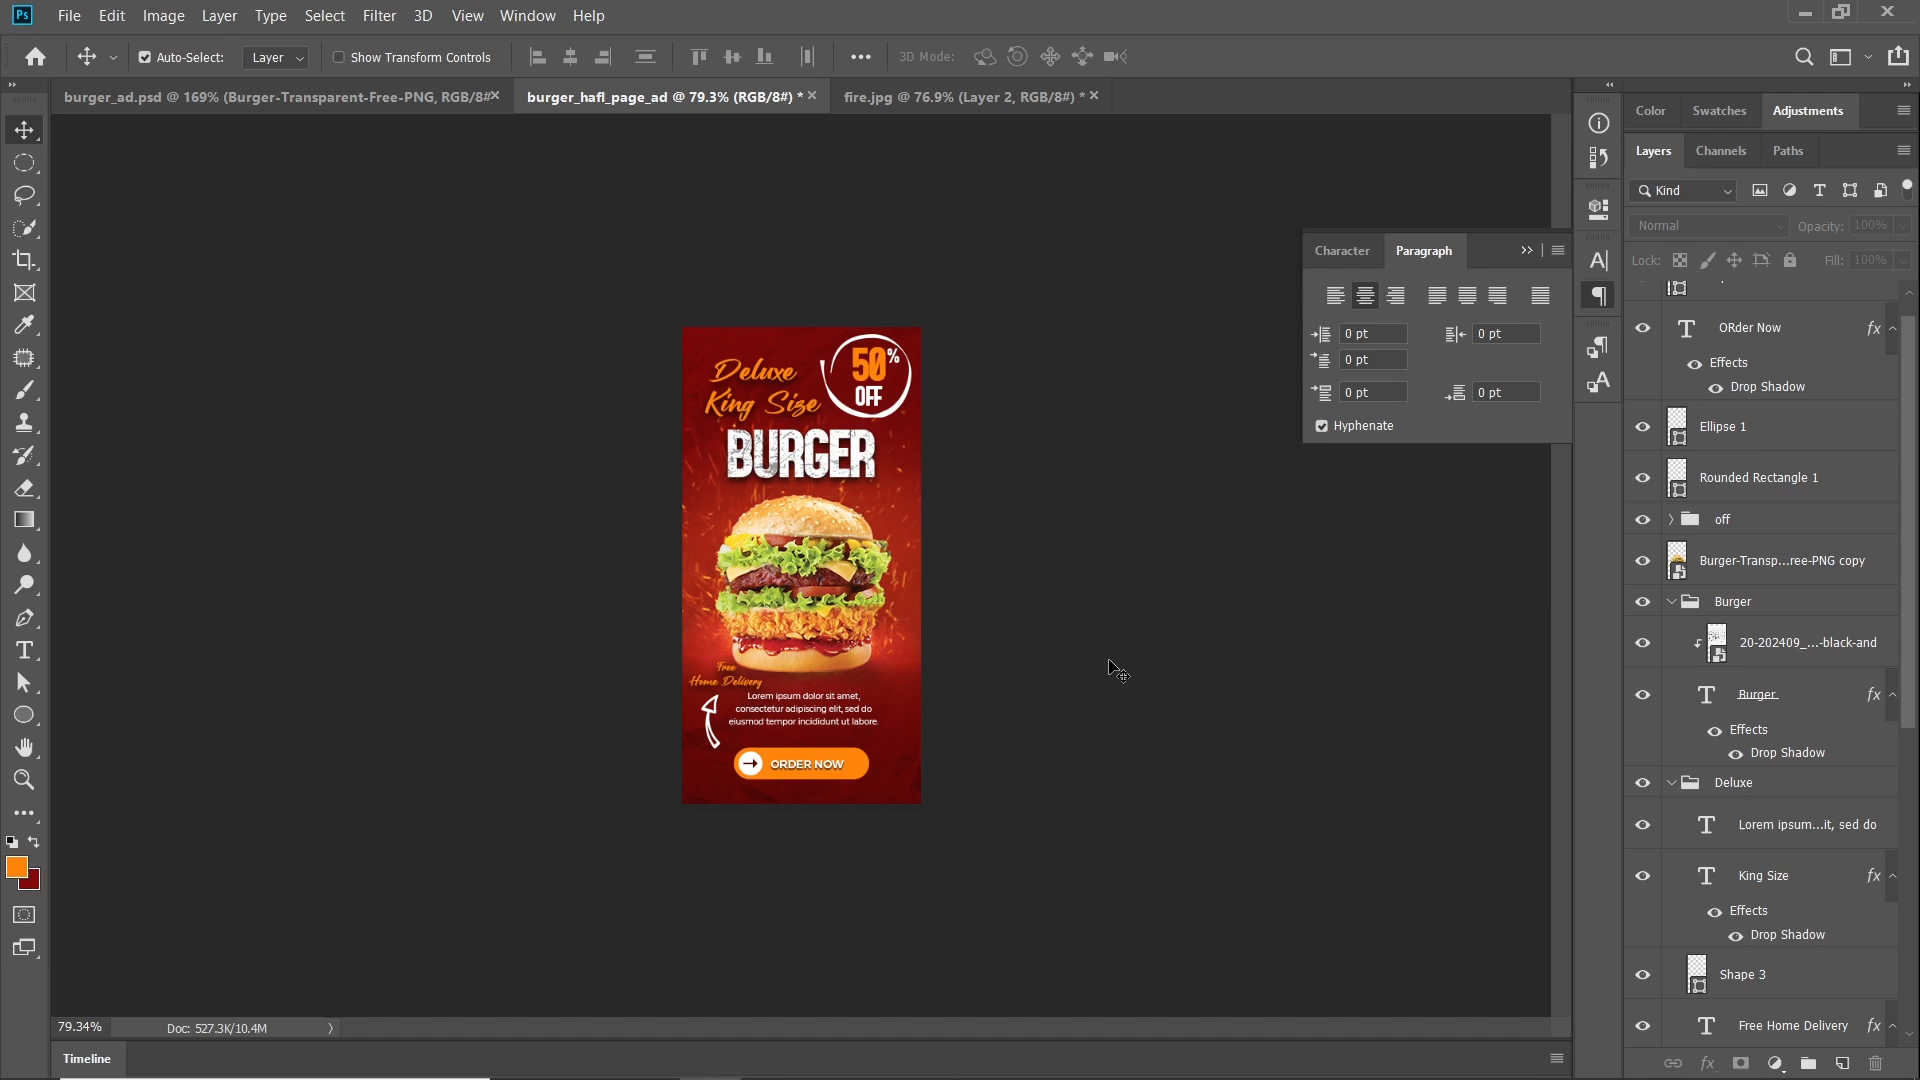 Ps File Edit Image Layer Type Select Filter 3D View Window Help
Auto-Select: Layer Show Transform Controls 3D Mode:
burger_ad.psd @ 169% (Burger-Transparent-Free-PNG, RGB/8# burger_hafl_page_ad @ 79.3% (RGB/8#) * fire.jpg @ 76.9% (Layer 2, RGB/8#) *
Color Swatches Adjustments
Layers Channels Paths
Kind
Normal Opacity: 100%
Lock: Fill: 100%
Character Paragraph
0 pt 0 pt
0 pt
0 pt 0 pt
Hyphenate
Deluxe
King Size
50%
OFF
BURGER
Free
Home Delivery
Lorem ipsum dolor sit amet,
consectetur adipiscing elit, sed do
eiusmod tempor incididunt ut labore.
ORDER NOW
ORder Now fx
Effects
Drop Shadow
Ellipse 1
Rounded Rectangle 1
off
Burger-Transp...ree-PNG copy
Burger
20-202409_...-black-and
Burger fx
Effects
Drop Shadow
Deluxe
Lorem ipsum...it, sed do
King Size fx
Effects
Drop Shadow
Shape 3
Free Home Delivery fx
fx
79.34% Doc: 527.3K/10.4M
Timeline